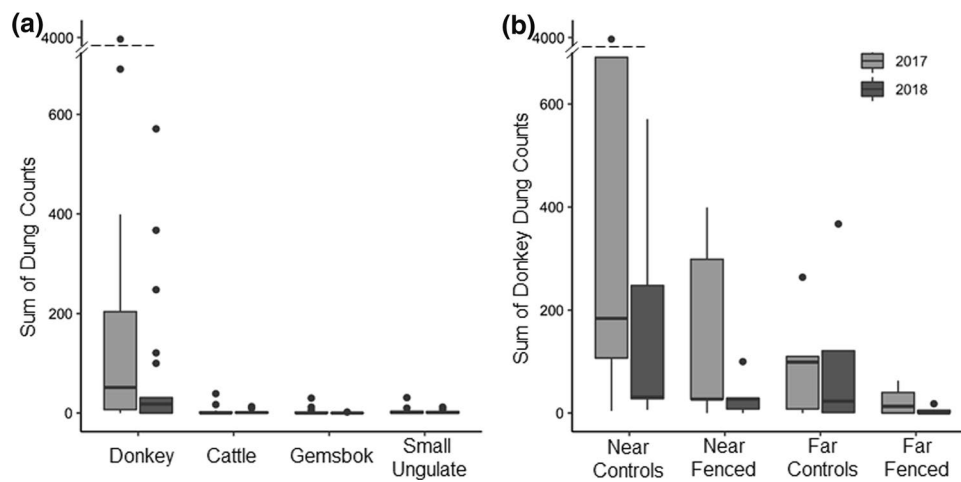 (a)
Sum of Dung Counts
4000
600
400
200
0
Donkey
Cattle
Gemsbok
Small
Ungulate
(b)
Sum of Donkey Dung Counts
4000
600
400
200
0
2017
2018
Near
Controls
Near
Fenced
Far
Controls
Far
Fenced